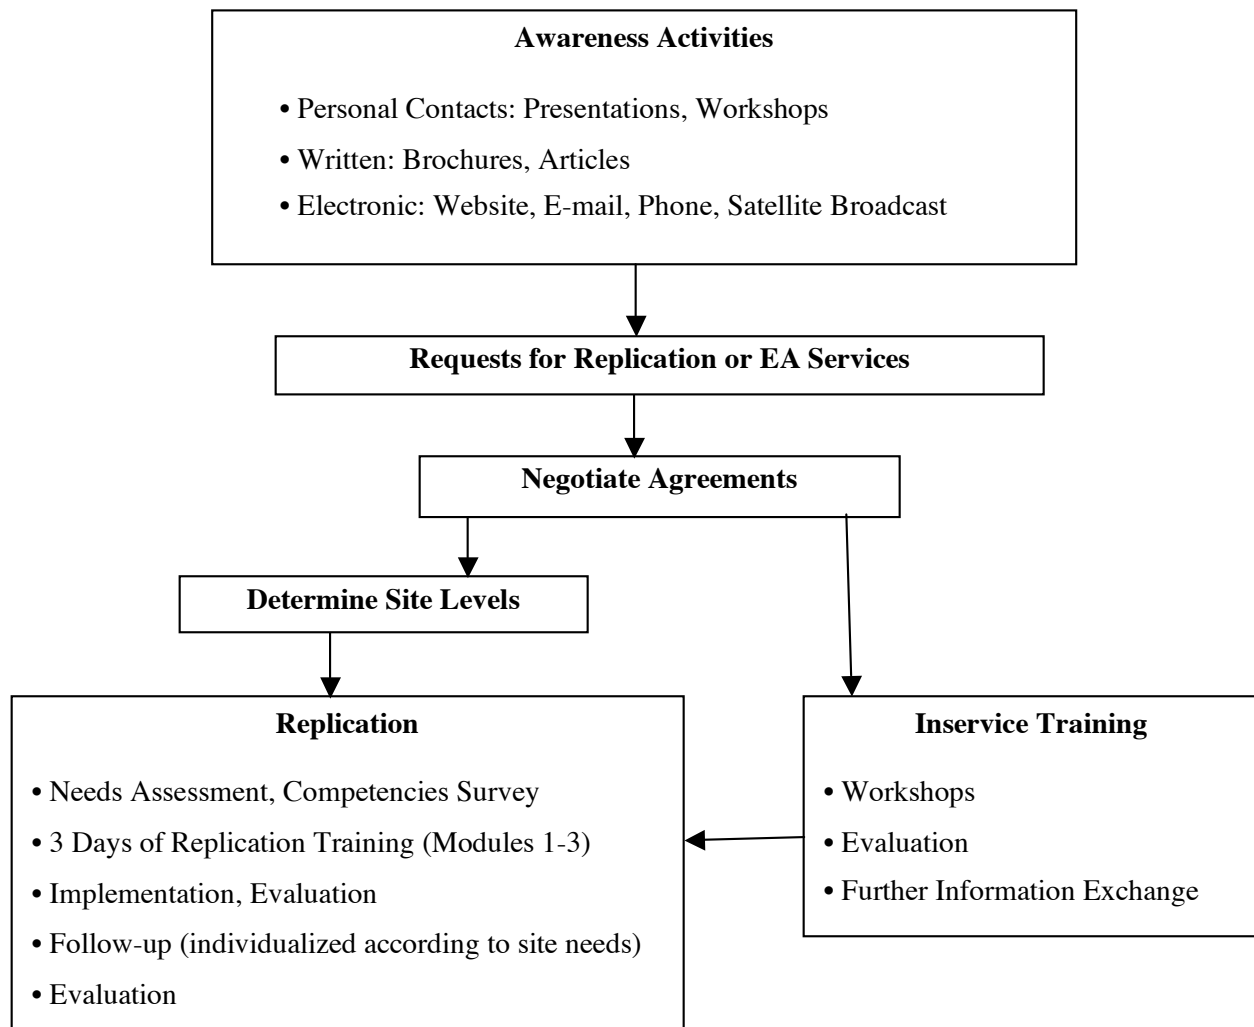 Awareness Activities
• Personal Contacts: Presentations, Workshops
• Written: Brochures, Articles
• Electronic: Website, E-mail, Phone, Satellite Broadcast
Requests for Replication or EA Services
Negotiate Agreements
Determine Site Levels
Replication
• Needs Assessment, Competencies Survey
• 3 Days of Replication Training (Modules 1-3)
• Implementation, Evaluation
• Follow-up (individualized according to site needs)
• Evaluation
Inservice Training
• Workshops
• Evaluation
• Further Information Exchange